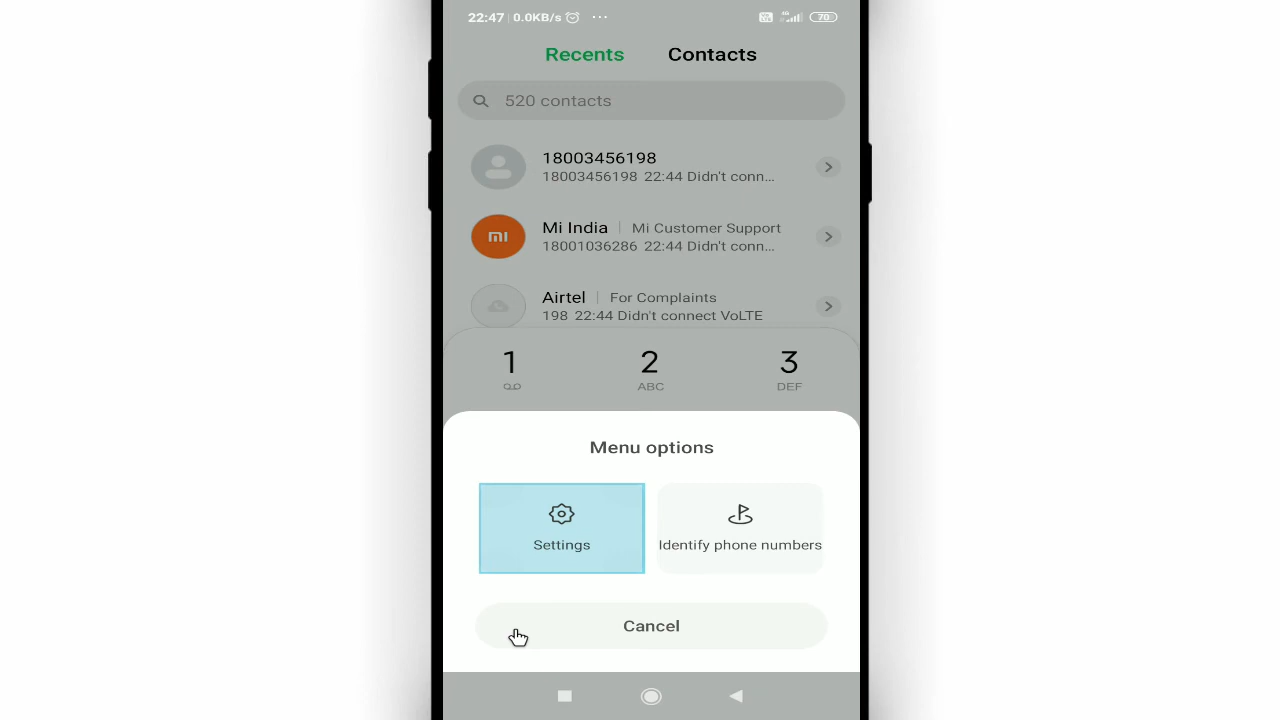 22:47 | 0.0KB/s ...
70
Recents Contacts
520 contacts
18003456198
18003456198 22:44 Didn't conn...
mi
Mi India | Mi Customer Support
18001036286 22:44 Didn't conn...
Airtel | For Complaints
198 22:44 Didn't connect VoLTE
1 2 3
ABC DEF
Menu options
Settings Identify phone numbers
Cancel